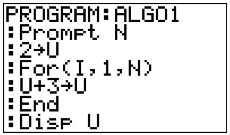 PROGRAM:ALGO1
:Prompt N
:2→U
:For(I,1,N)
:U+3→U
:End
:Disp U